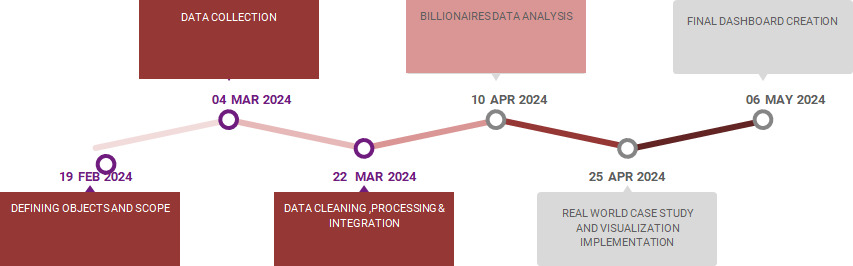 DATA COLLECTION
BILLIONAIRES DATA ANALYSIS
FINAL DASHBOARD CREATION
04 MAR 2024
10 APR 2024
06 MAY 2024
19 FEB 2024
22 MAR 2024
25 APR 2024
DEFINING OBJECTS AND SCOPE
DATA CLEANING ,PROCESSING &
INTEGRATION
REAL WORLD CASE STUDY
AND VISUALIZATION
IMPLEMENTATION